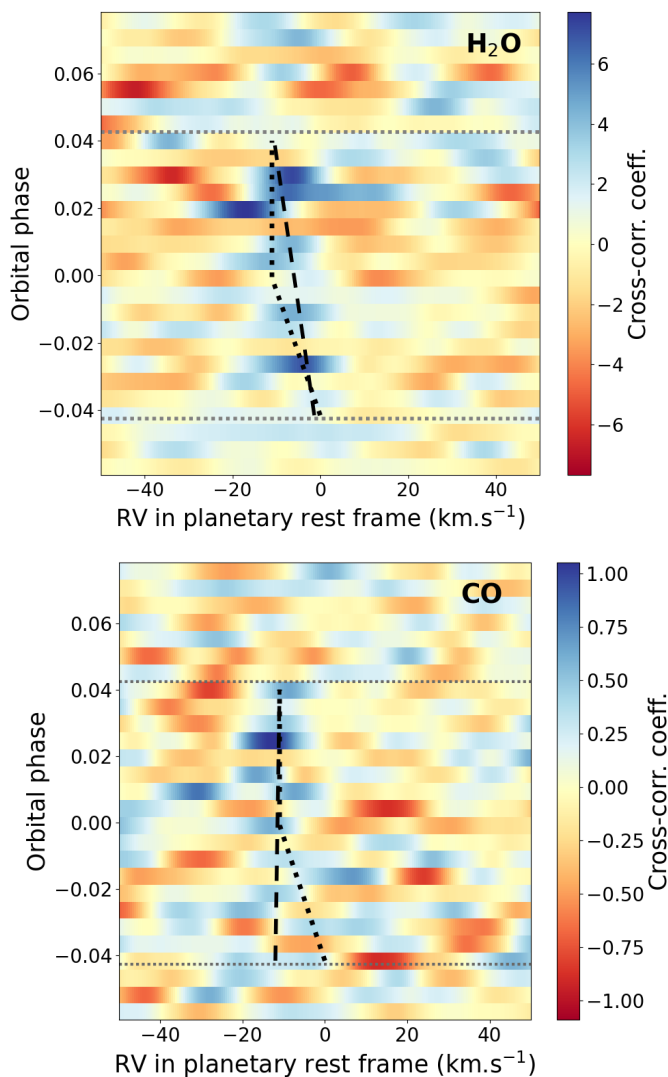 H₂O
0.06
0.04
0.02
0.00
−0.02
−0.04
Orbital phase
−40 −20 0 20 40
RV in planetary rest frame (km.s⁻¹)
6
4
2
0
−2
−4
−6
Cross-corr. coeff.
CO
0.06
0.04
0.02
0.00
−0.02
−0.04
Orbital phase
−40 −20 0 20 40
RV in planetary rest frame (km.s⁻¹)
1.00
0.75
0.50
0.25
0.00
−0.25
−0.50
−0.75
−1.00
Cross-corr. coeff.